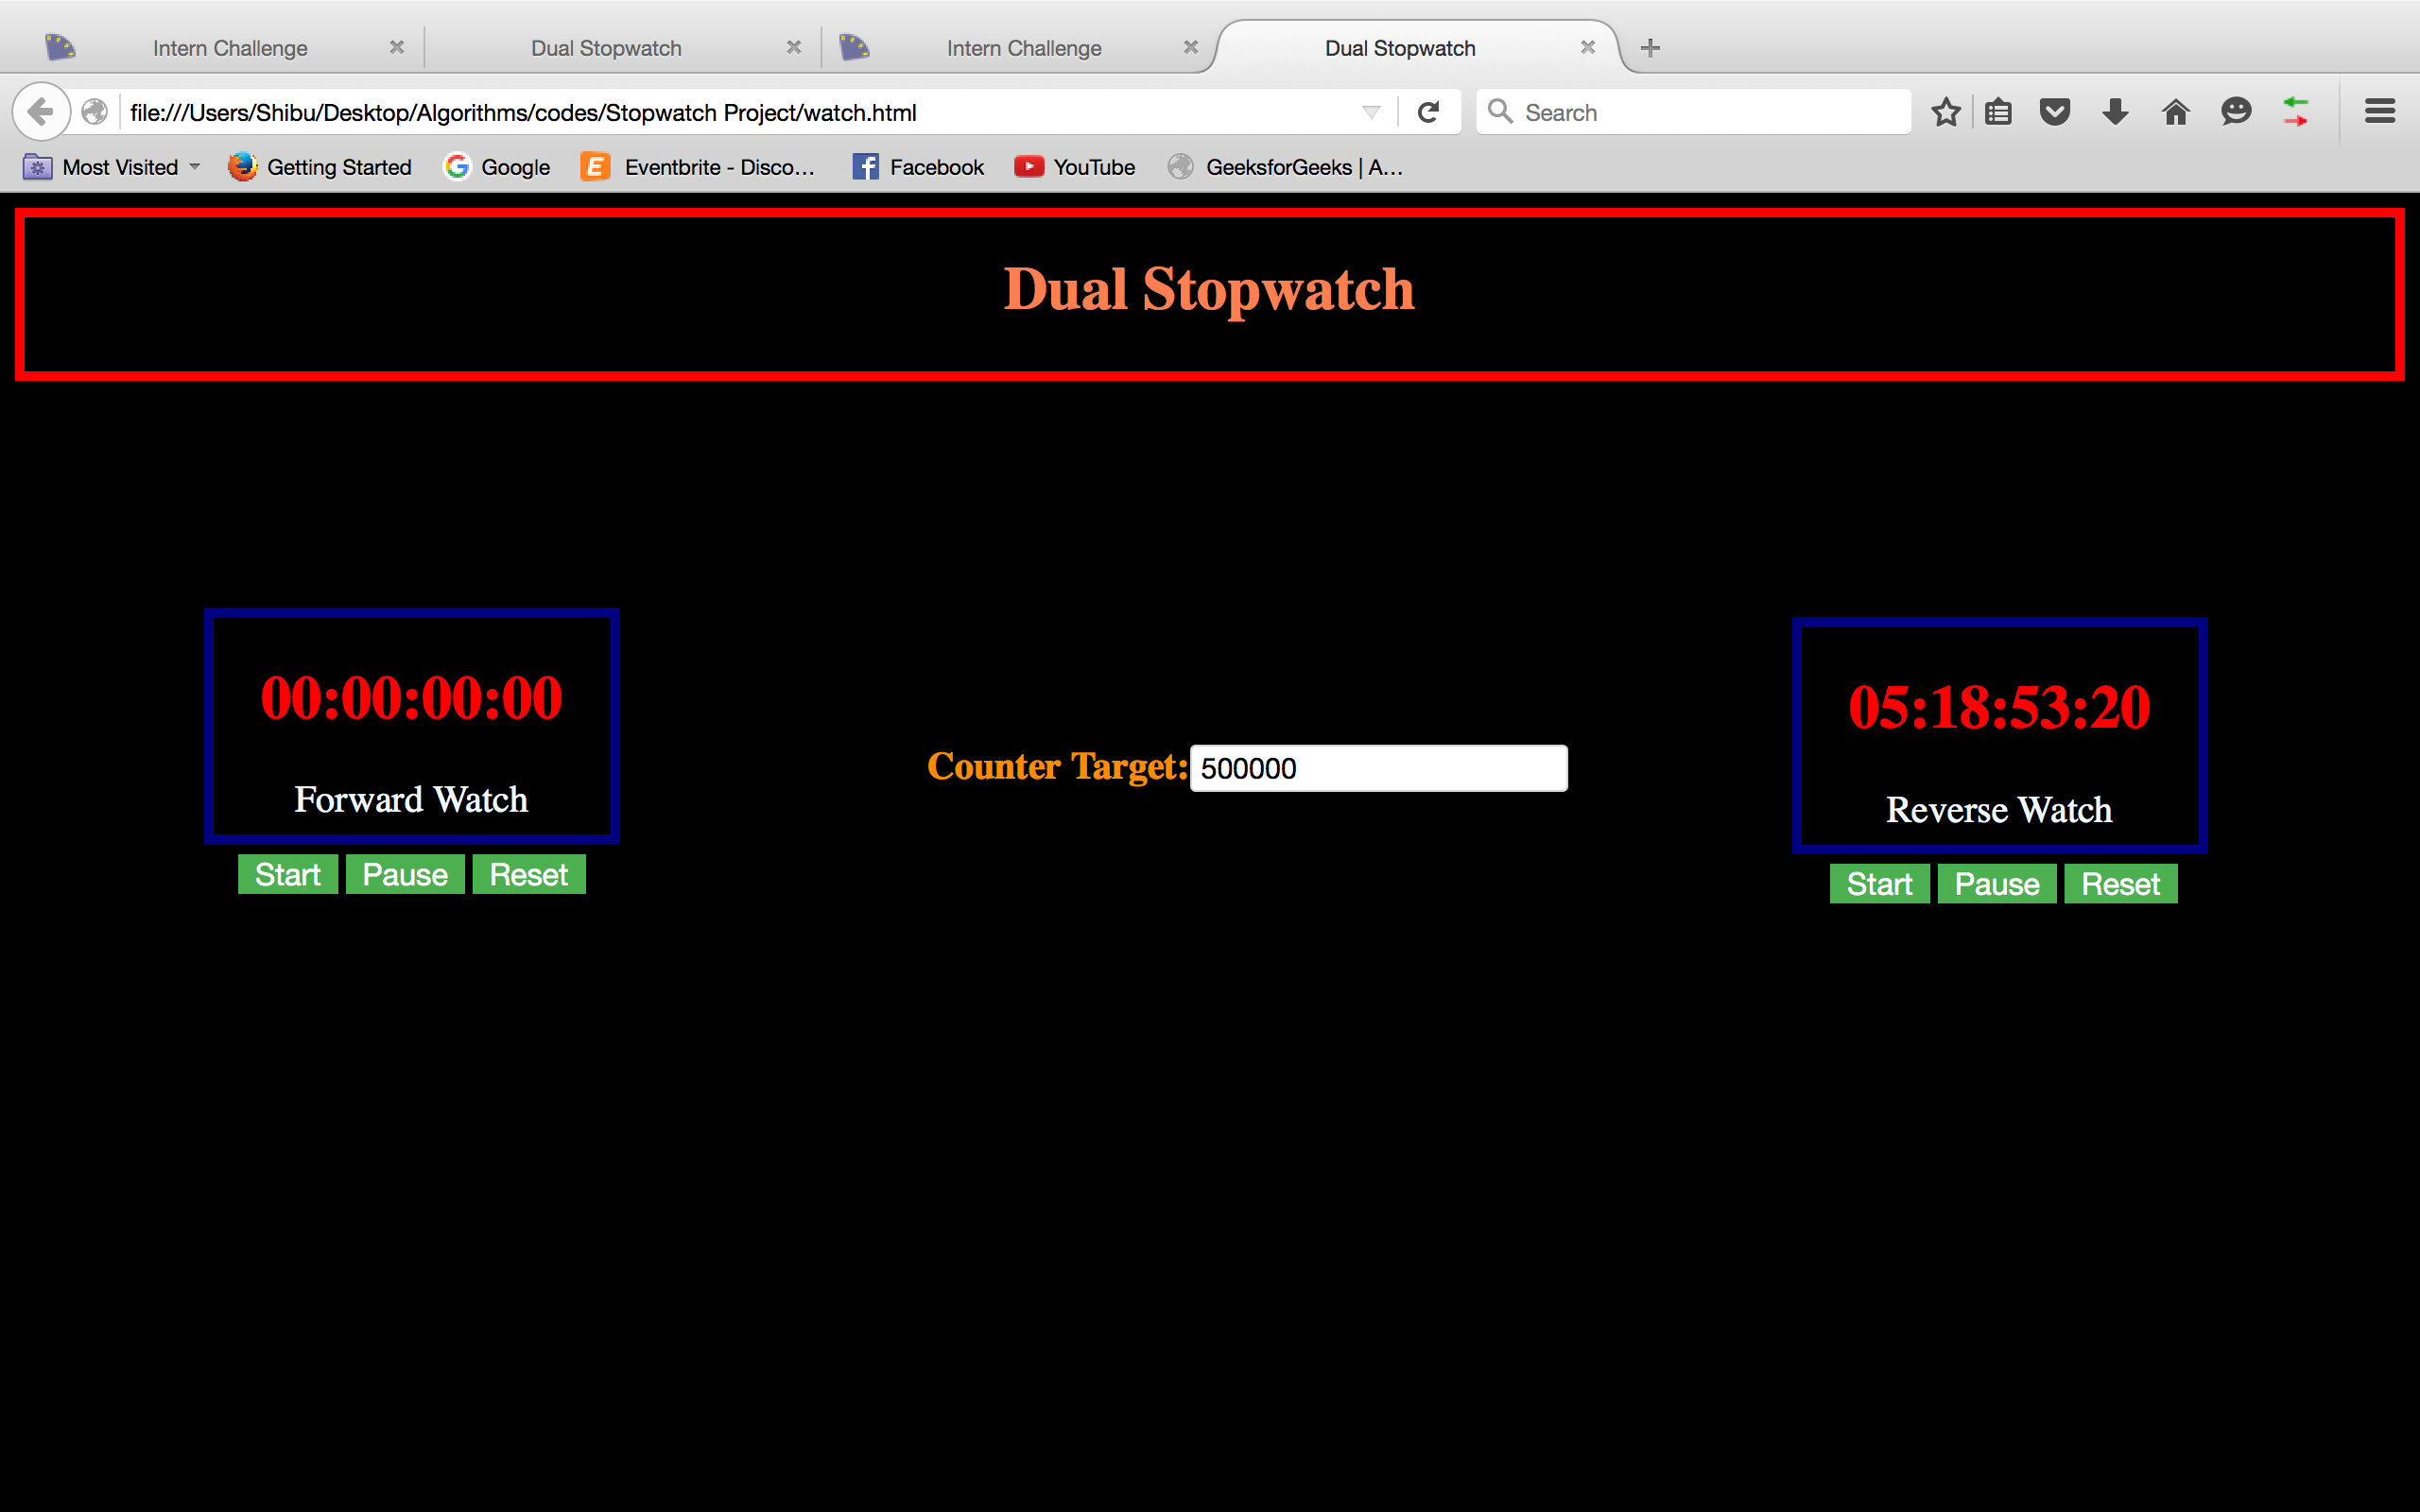 Intern Challenge
Dual Stopwatch
Intern Challenge
Dual Stopwatch
file:///Users/Shibu/Desktop/Algorithms/codes/Stopwatch Project/watch.html
Search
Most Visited
Getting Started
Google
Eventbrite - Disco...
Facebook
YouTube
GeeksforGeeks | A...
Dual Stopwatch
00:00:00:00
Forward Watch
Start Pause Reset
Counter Target: 500000
05:18:53:20
Reverse Watch
Start Pause Reset